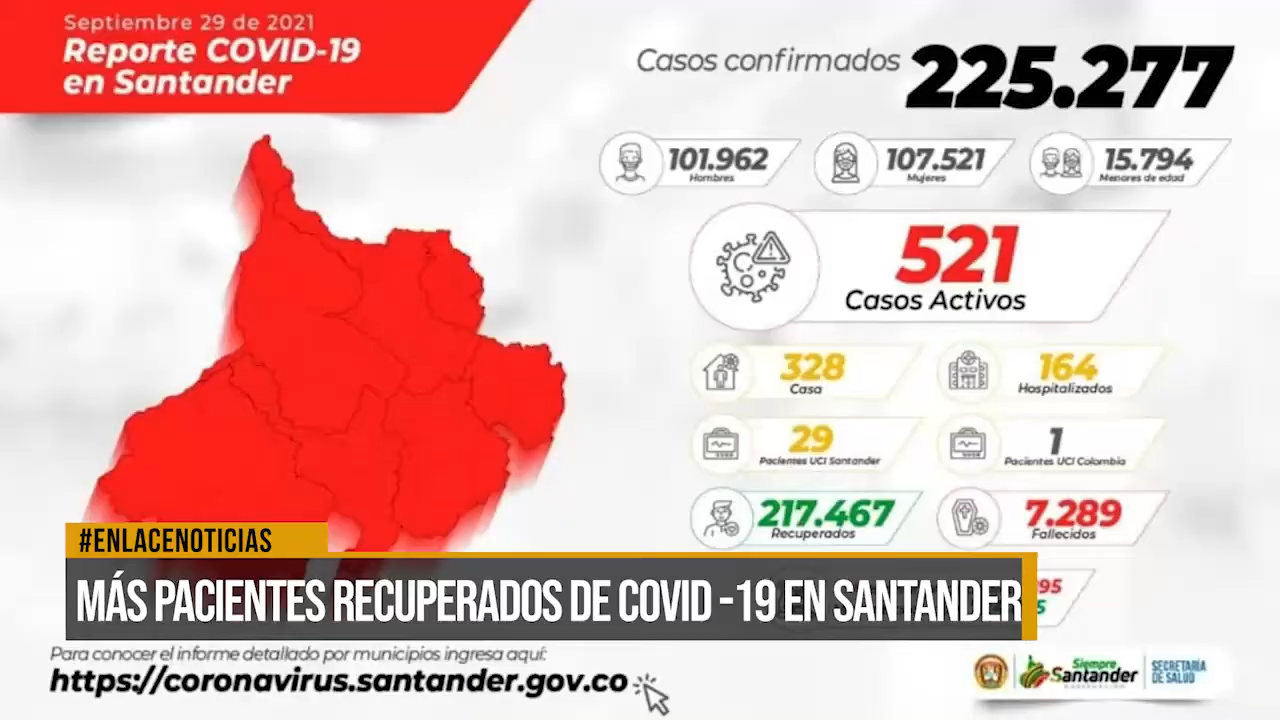 Septiembre 29 de 2021
Reporte COVID-19
en Santander
Casos confirmados 225.277
101.962
Hombres
107.521
Mujeres
15.794
Menores de edad
521
Casos Activos
328
Casa
164
Hospitalizados
29
Pacientes UCI Santander
1
Pacientes UCI Colombia
217.467
Recuperados
7.289
Fallecidos
#ENLACENOTICIAS
MÁS PACIENTES RECUPERADOS DE COVID -19 EN SANTANDER
Para conocer el informe detallado por municipios ingresa aquí:
https://coronavirus.santander.gov.co
Siempre
Santander
SECRETARÍA
DE SALUD